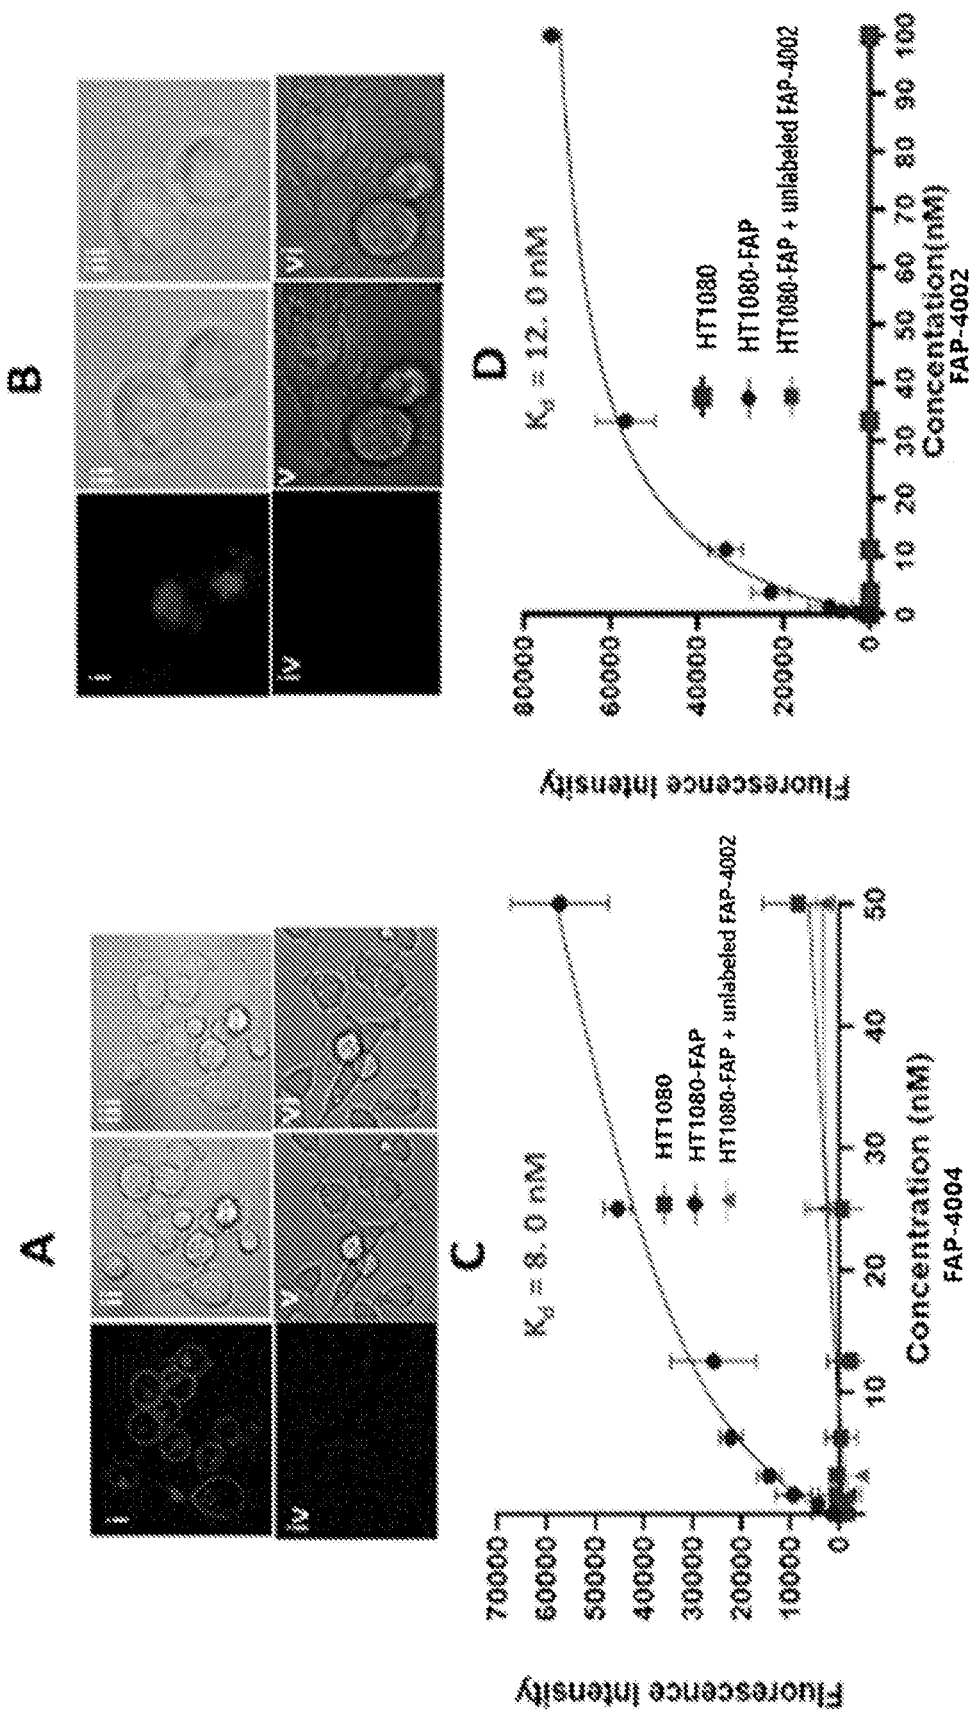 A
i
ii
iii
iv
v
vi
B
i
ii
iii
iv
v
vi
C
Fluorescence Intensity
70000
60000
50000
40000
30000
20000
10000
0
Kd = 8. 0 nM
HT1080
HT1080-FAP
HT1080-FAP + unlabeled FAP-4002
10
20
30
40
50
Concentration (nM)
FAP-4004
D
Fluorescence Intensity
80000
60000
40000
20000
0
Kd = 12. 0 nM
HT1080
HT1080-FAP
HT1080-FAP + unlabeled FAP-4002
0
10
20
30
40
50
60
70
80
90
100
Concentation(nM)
FAP-4002